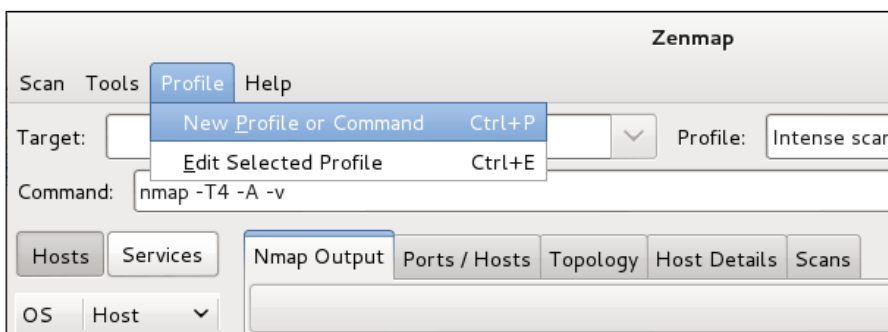 Zenmap
Scan Tools Profile Help
New Profile or Command Ctrl+P
Target: Profile: Intense scan
Edit Selected Profile Ctrl+E
Command: nmap -T4 -A -v
Hosts Services Nmap Output Ports / Hosts Topology Host Details Scans
OS Host